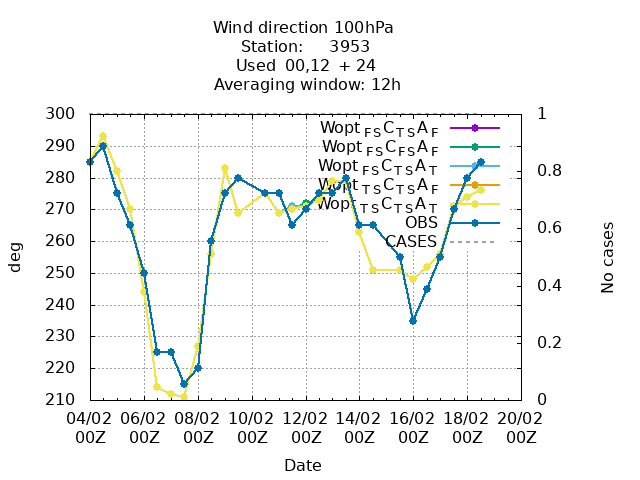 Wind direction 100hPa
Station: 3953
Used 00,12 + 24
Averaging window: 12h
300 1
Wopt FS C T S A F
290
Wopt FS C FS A F
Wopt FS C T S A T
280 0.8
Wopt TS C T S A F
270
Wopt TS C T S A T
OBS
0.6
260 CASES
250
240 0.4
230
220 0.2
210 0
deg
No cases
04/02 06/02 08/02 10/02 12/02 14/02 16/02 18/02 20/02
00Z 00Z 00Z 00Z 00Z 00Z 00Z 00Z 00Z
Date